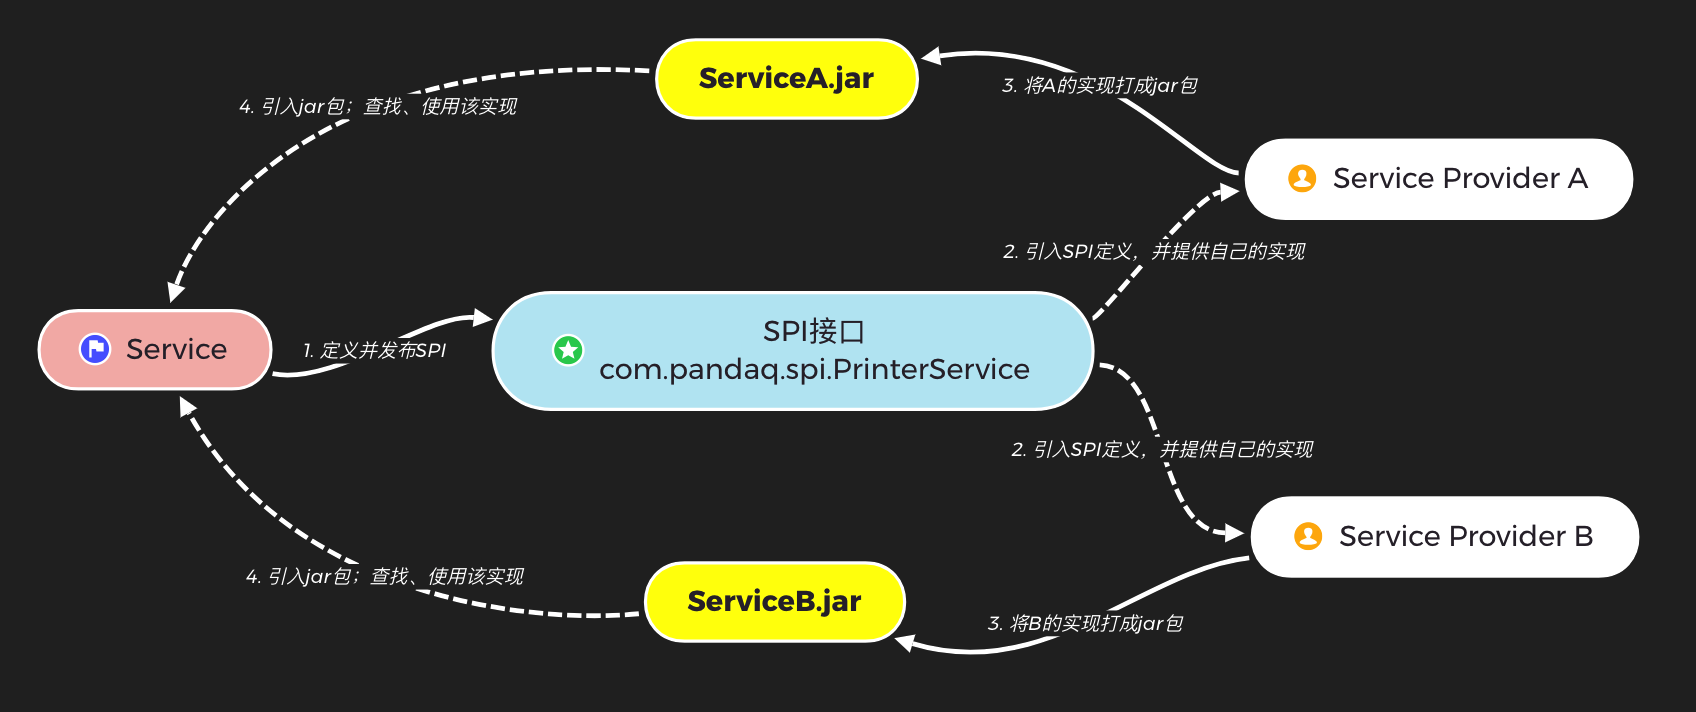 ServiceA.jar
3. 将A的实现打成jar包
4. 引入jar包；查找、使用该实现
Service Provider A
2. 引入SPI定义，并提供自己的实现
SPI接口
Service
1. 定义并发布SPI
com.pandaq.spi.PrinterService
2. 引入SPI定义，并提供自己的实现
Service Provider B
4. 引入jar包；查找、使用该实现
ServiceB.jar
3. 将B的实现打成jar包